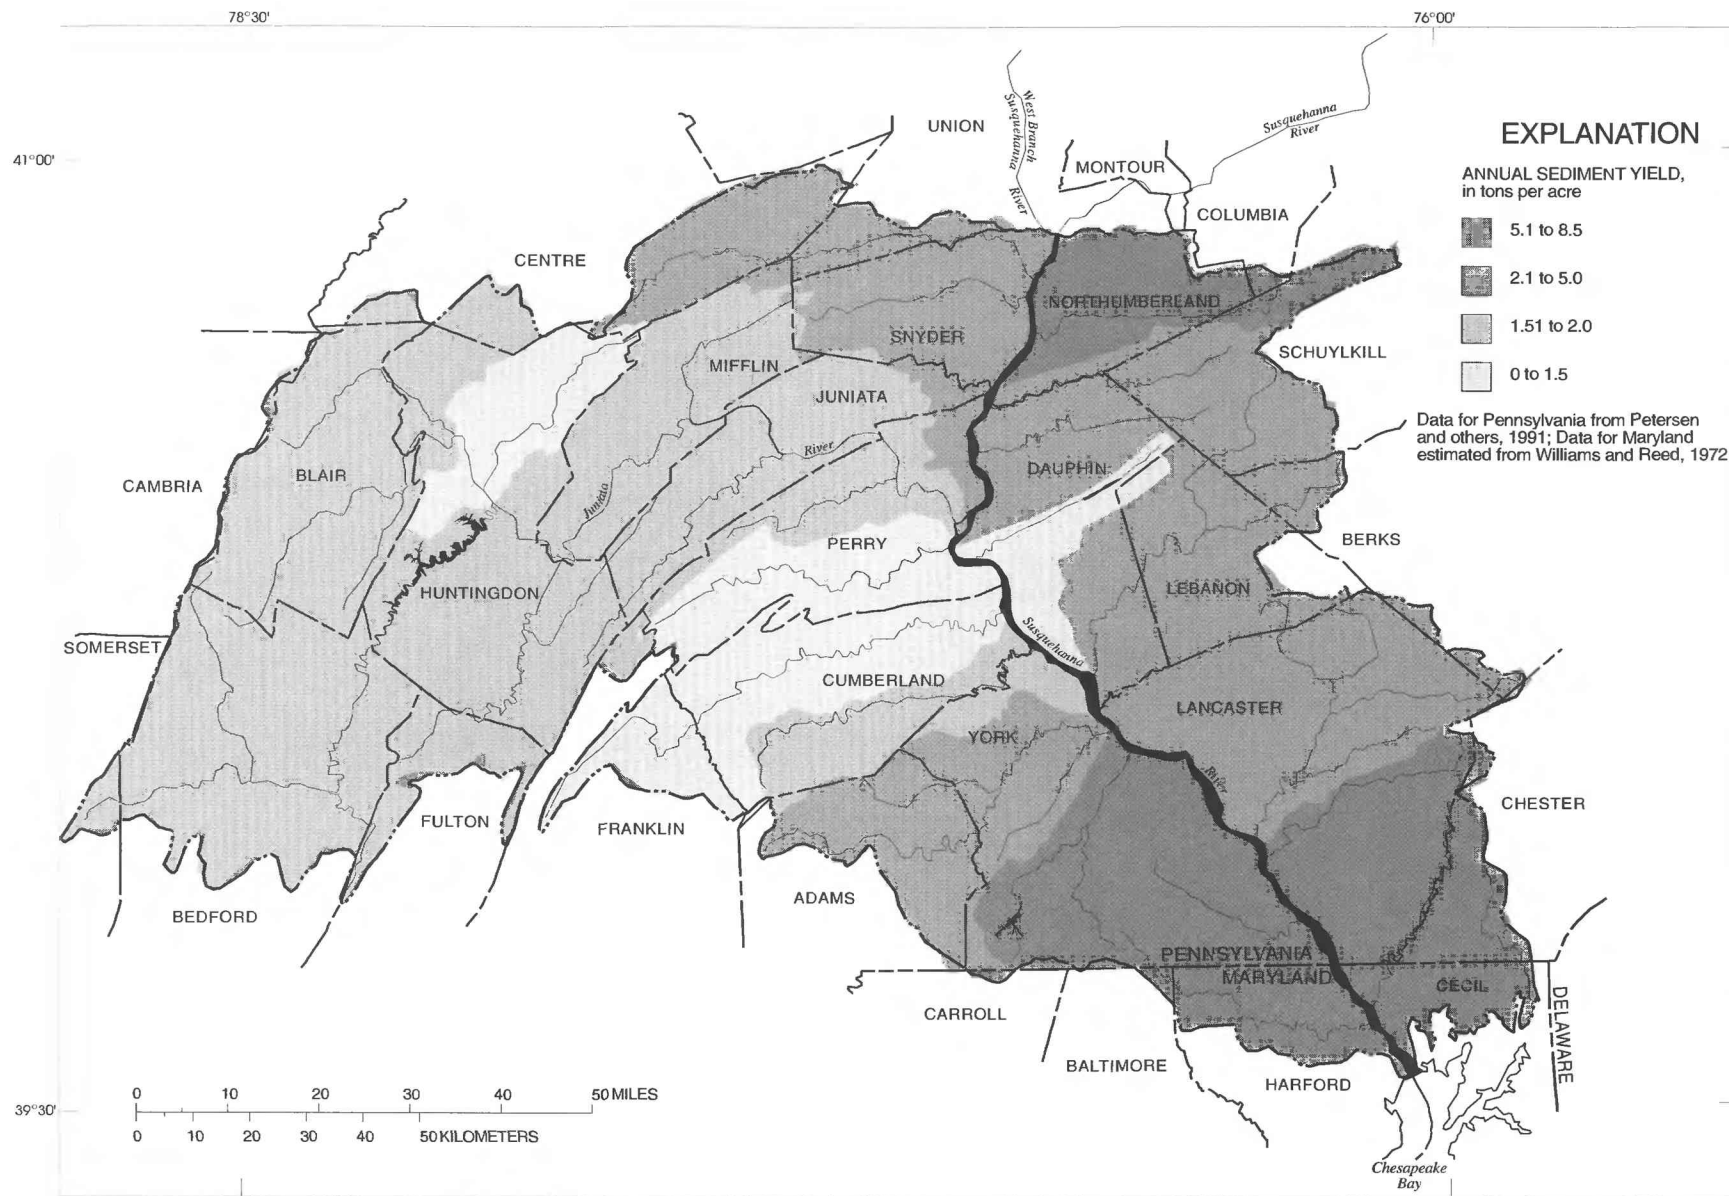 78°30'
76°00'
41°00'
39°30'
UNION
West Branch
Susquehanna
River
Susquehanna
River
MONTOUR
COLUMBIA
CENTRE
NORTHUMBERLAND
SNYDER
SCHUYLKILL
MIFFLIN
JUNIATA
River
Juniata
DAUPHIN
BLAIR
CAMBRIA
PERRY
BERKS
HUNTINGDON
LEBANON
SOMERSET
Susquehanna
CUMBERLAND
LANCASTER
YORK
River
CHESTER
FULTON
FRANKLIN
ADAMS
BEDFORD
PENNSYLVANIA
MARYLAND
CECIL
CARROLL
DELAWARE
BALTIMORE
HARFORD
Chesapeake
Bay
EXPLANATION
ANNUAL SEDIMENT YIELD,
in tons per acre
5.1 to 8.5
2.1 to 5.0
1.51 to 2.0
0 to 1.5
Data for Pennsylvania from Petersen
and others, 1991; Data for Maryland
estimated from Williams and Reed, 1972
0 10 20 30 40 50 MILES
0 10 20 30 40 50 KILOMETERS